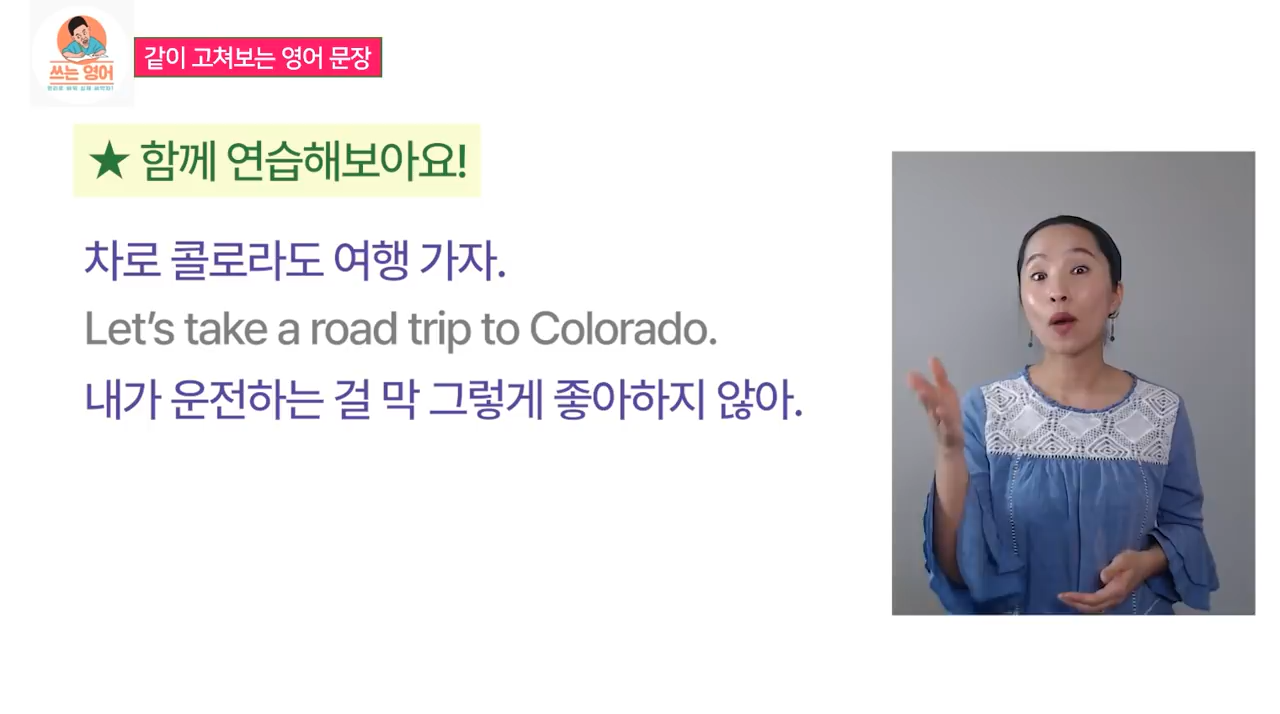 쓰는 영어
같이 고쳐보는 영어 문장
★ 함께 연습해보아요!
차로 콜로라도 여행 가자.
Let's take a road trip to Colorado.
내가 운전하는 걸 막 그렇게 좋아하지 않아.